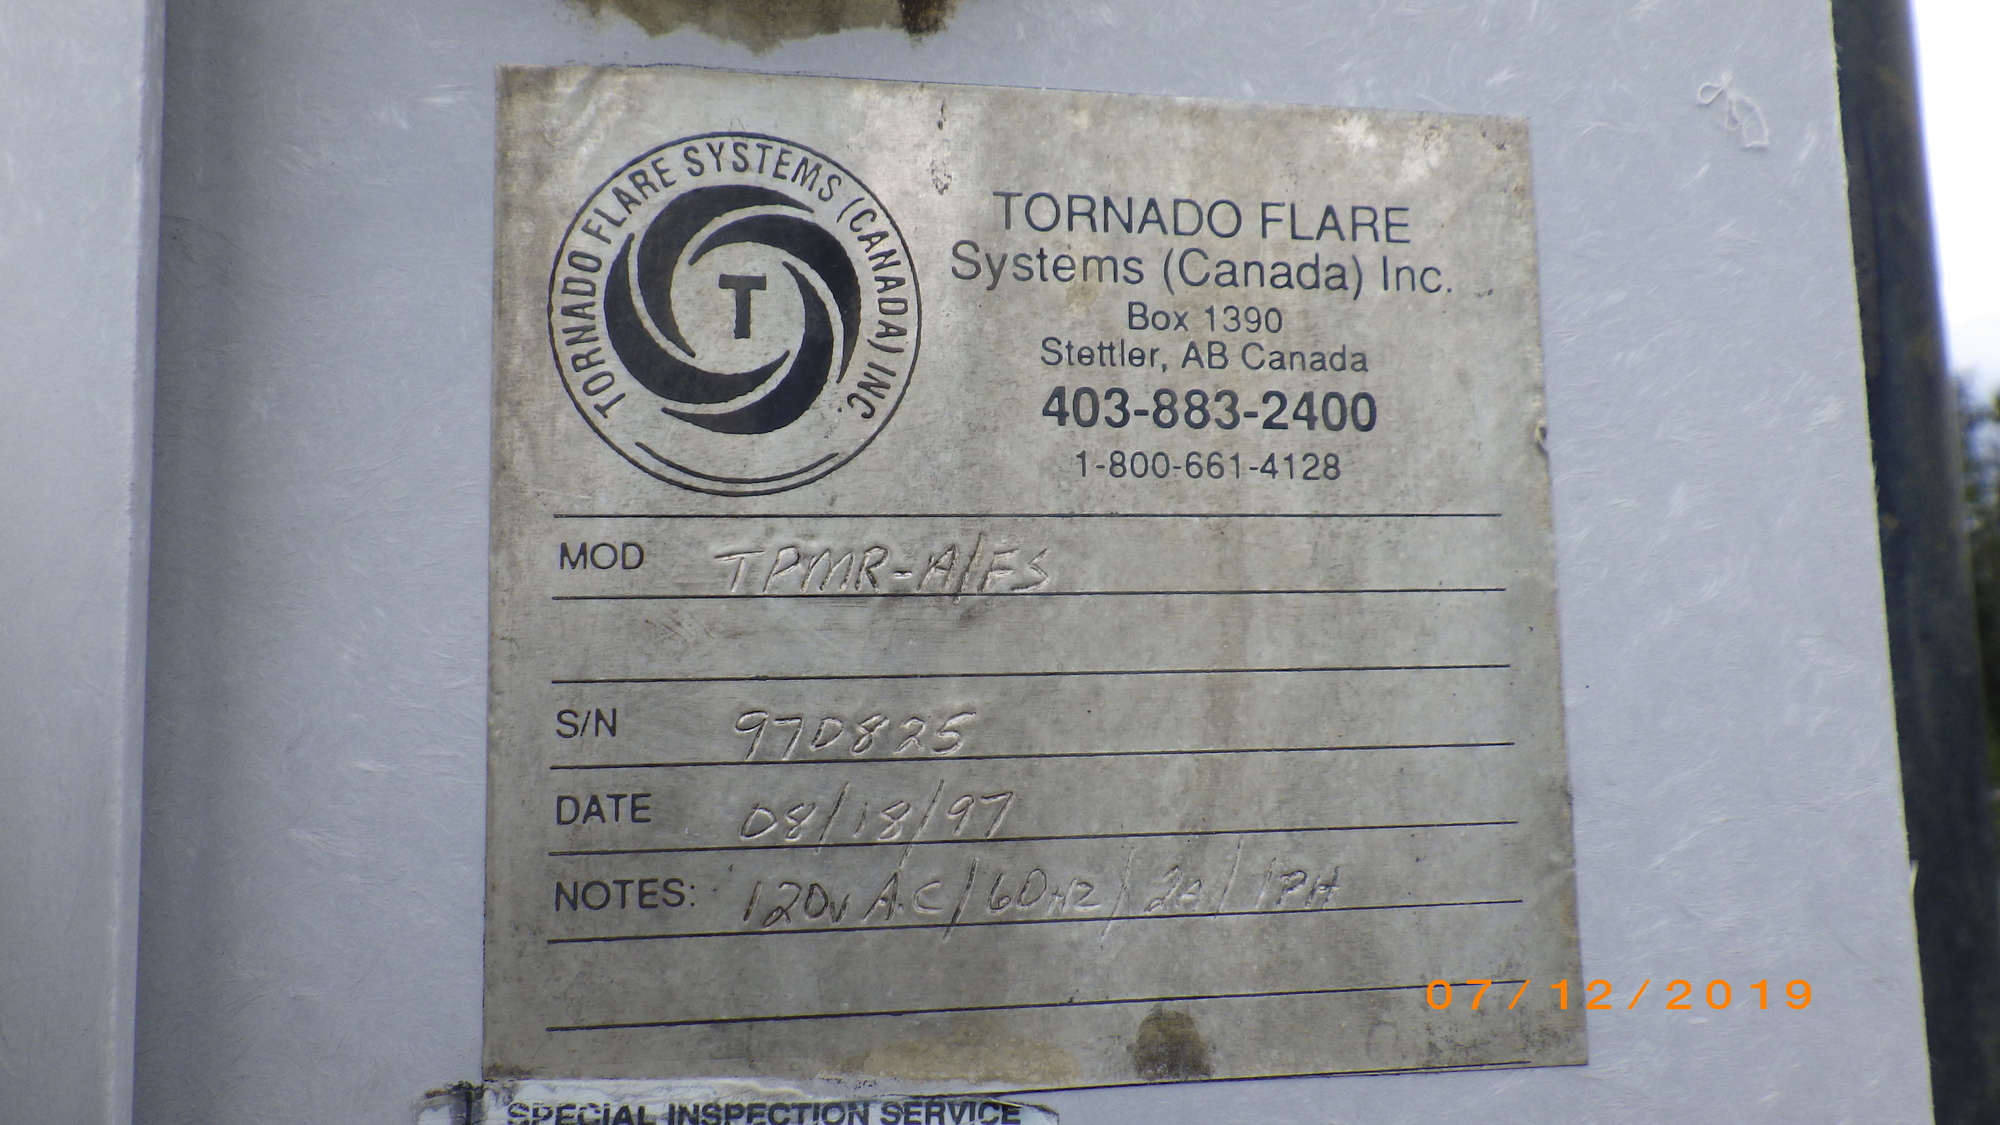 TORNADO FLARE SYSTEMS (CANADA) INC.
T
TORNADO FLARE
Systems (Canada) Inc.
Box 1390
Stettler, AB Canada
403-883-2400
1-800-661-4128
MOD TPMR-A/FS
S/N 97D825
DATE 08/18/97
NOTES: 120v A.C/60HZ/2A/1PH
07/12/2019
SPECIAL INSPECTION SERVICE